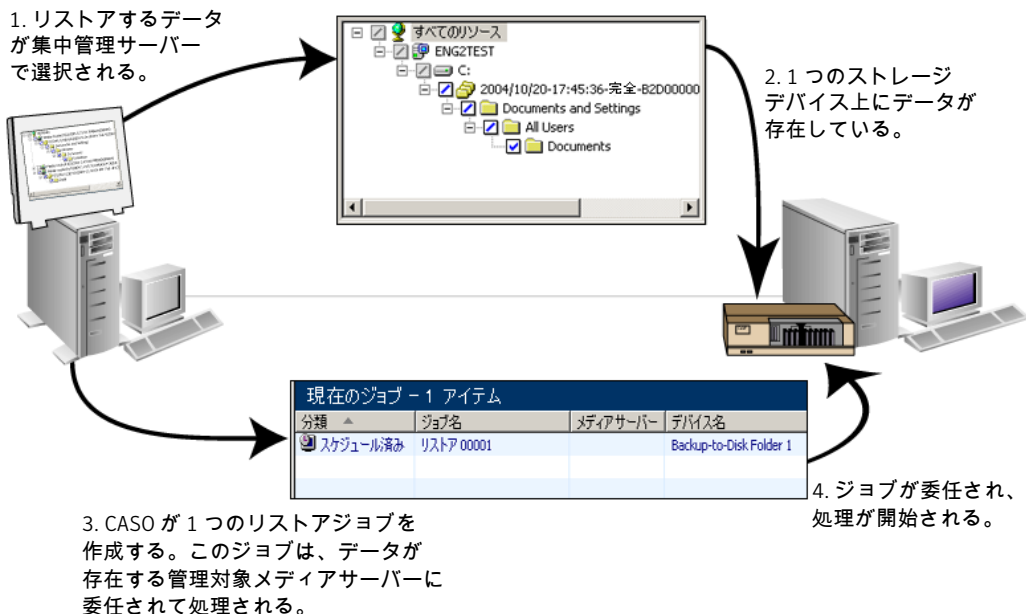 1. リストアするデータ
が集中管理サーバー
で選択される。
すべてのリソース
ENG2TEST
C:
2004/10/20-17:45:36-完全-B2D00000
Documents and Settings
All Users
Documents
2. 1 つのストレージ
デバイス上にデータが
存在している。
現在のジョブ - 1 アイテム
分類 ジョブ名 メディアサーバー デバイス名
スケジュール済み リストア 00001 Backup-to-Disk Folder 1
4. ジョブが委任され、
処理が開始される。
3. CASO が 1 つのリストアジョブを
作成する。このジョブは、データが
存在する管理対象メディアサーバーに
委任されて処理される。